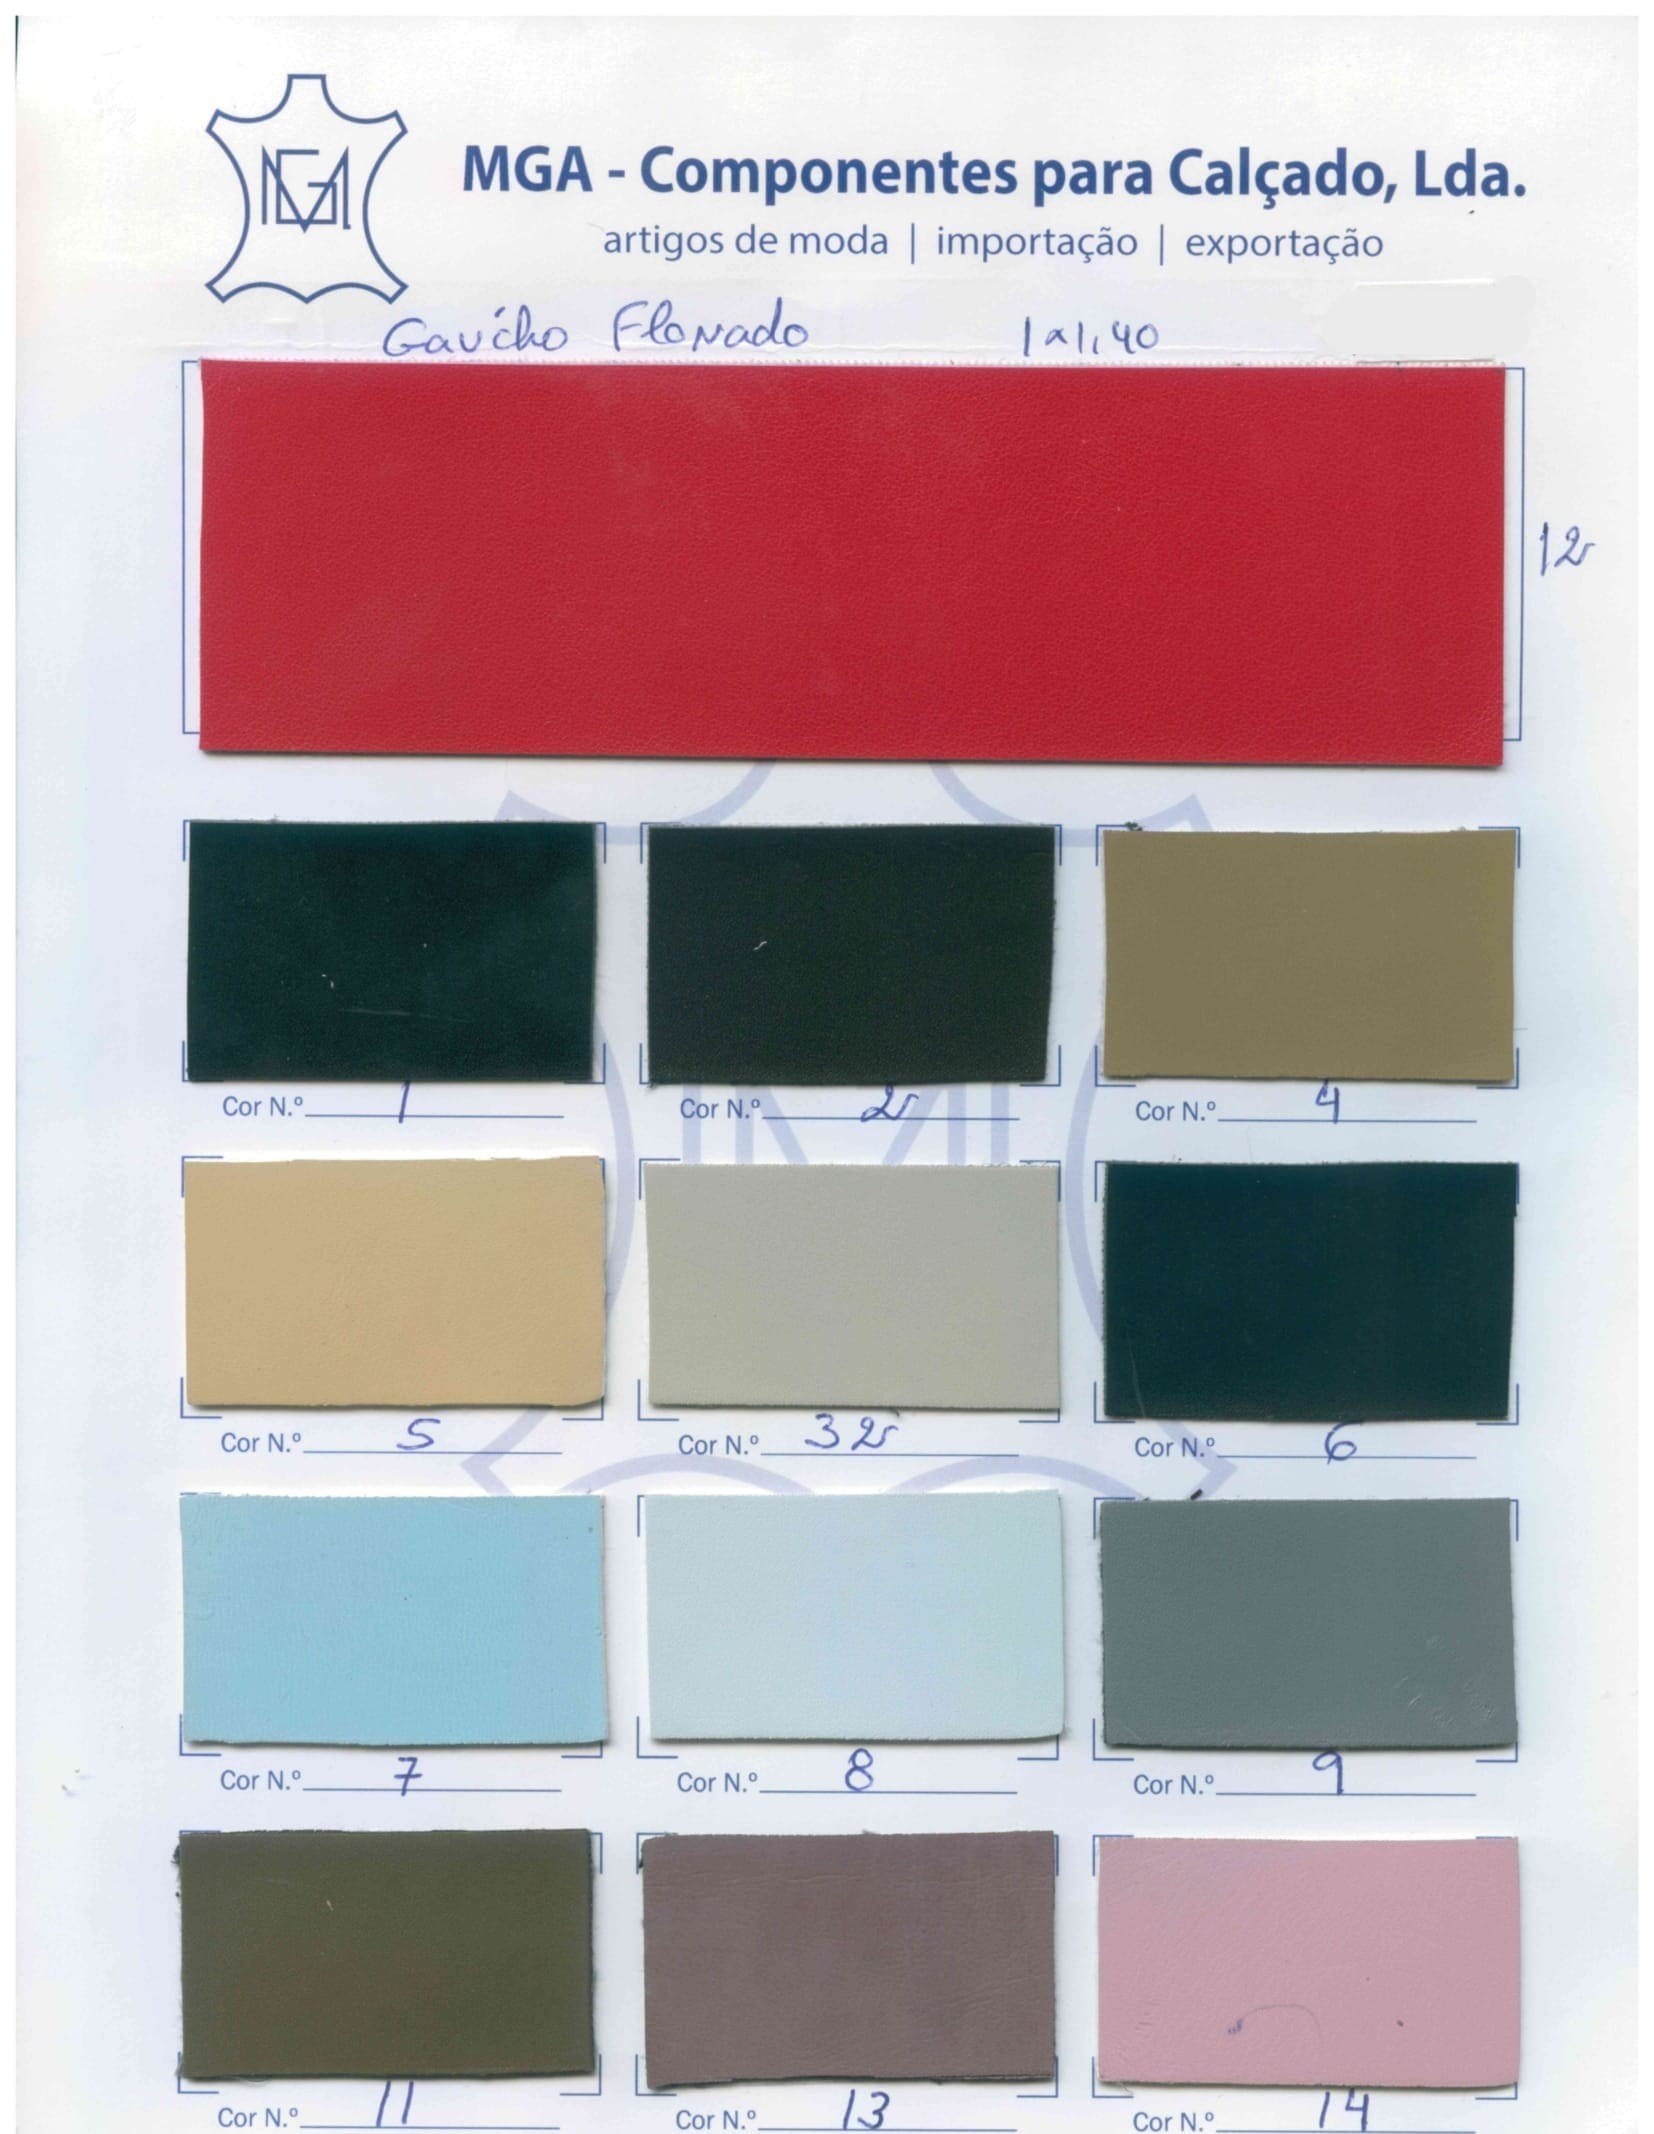 MGA - Componentes para Calçado, Lda.
artigos de moda | importação | exportação
Gaúcho Flonado 1x1,40
12
Cor N.º 1 Cor N.º 2 Cor N.º 4
Cor N.º 5 Cor N.º 32 Cor N.º 6
Cor N.º 7 Cor N.º 8 Cor N.º 9
Cor N.º 11 Cor N.º 13 Cor N.º 14